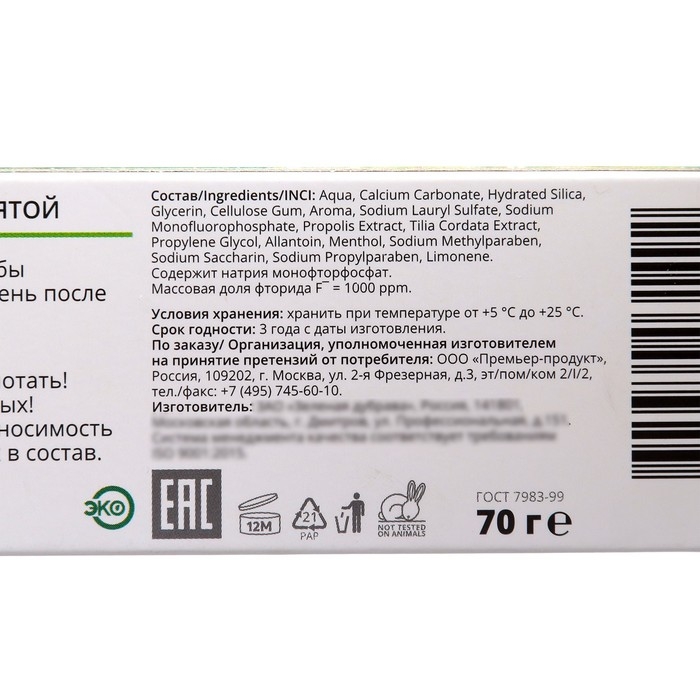 ЯТОЙ
бы
ень после
лотать!
ых!
носимость
в состав.
Состав/Ingredients/INCI: Aqua, Calcium Carbonate, Hydrated Silica,
Glycerin, Cellulose Gum, Aroma, Sodium Lauryl Sulfate, Sodium
Monofluorophosphate, Propolis Extract, Tilia Cordata Extract,
Propylene Glycol, Allantoin, Menthol, Sodium Methylparaben,
Sodium Saccharin, Sodium Propylparaben, Limonene.
Содержит натрия монофторфосфат.
Массовая доля фторида F¯ = 1000 ppm.
Условия хранения: хранить при температуре от +5 °С до +25 °С.
Срок годности: 3 года с даты изготовления.
По заказу/ Организация, уполномоченная изготовителем
на принятие претензий от потребителя: ООО «Премьер-продукт»,
Россия, 109202, г. Москва, ул. 2-я Фрезерная, д.3, эт/пом/ком 2/I/2,
тел./факс: +7 (495) 745-60-10.
Изготовитель:
ЭКО
EAC
12M
21
PAP
NOT TESTED
ON ANIMALS
ГОСТ 7983-99
70 г е